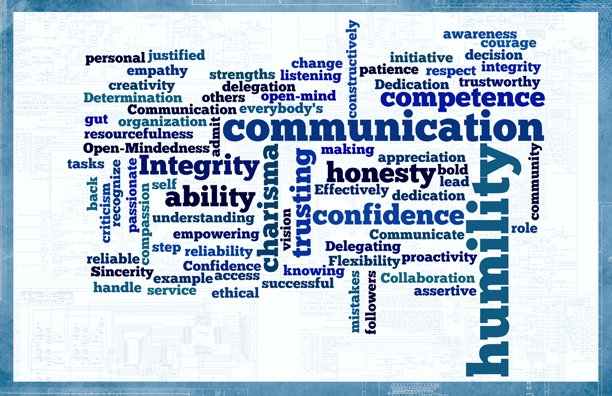 awareness
courage
personal justified
change
constructively
initiative
decision
empathy
strengths
listening
patience
respect
integrity
creativity
delegation
Dedication
trustworthy
Determination
others
open-mind
competence
Communication
everybody's
gut
organization
admit
communication
resourcefulness
Open-Mindedness
making
tasks
Integrity
charisma
trusting
appreciation
humility
community
honesty
bold
lead
back
criticism
recognize
passionate
compassion
self
ability
Effectively
dedication
understanding
vision
confidence
role
empowering
Communicate
step
reliability
Delegating
reliable
Confidence
Flexibility
proactivity
Sincerity
example
access
knowing
mistakes
followers
Collaboration
handle
service
ethical
successful
assertive